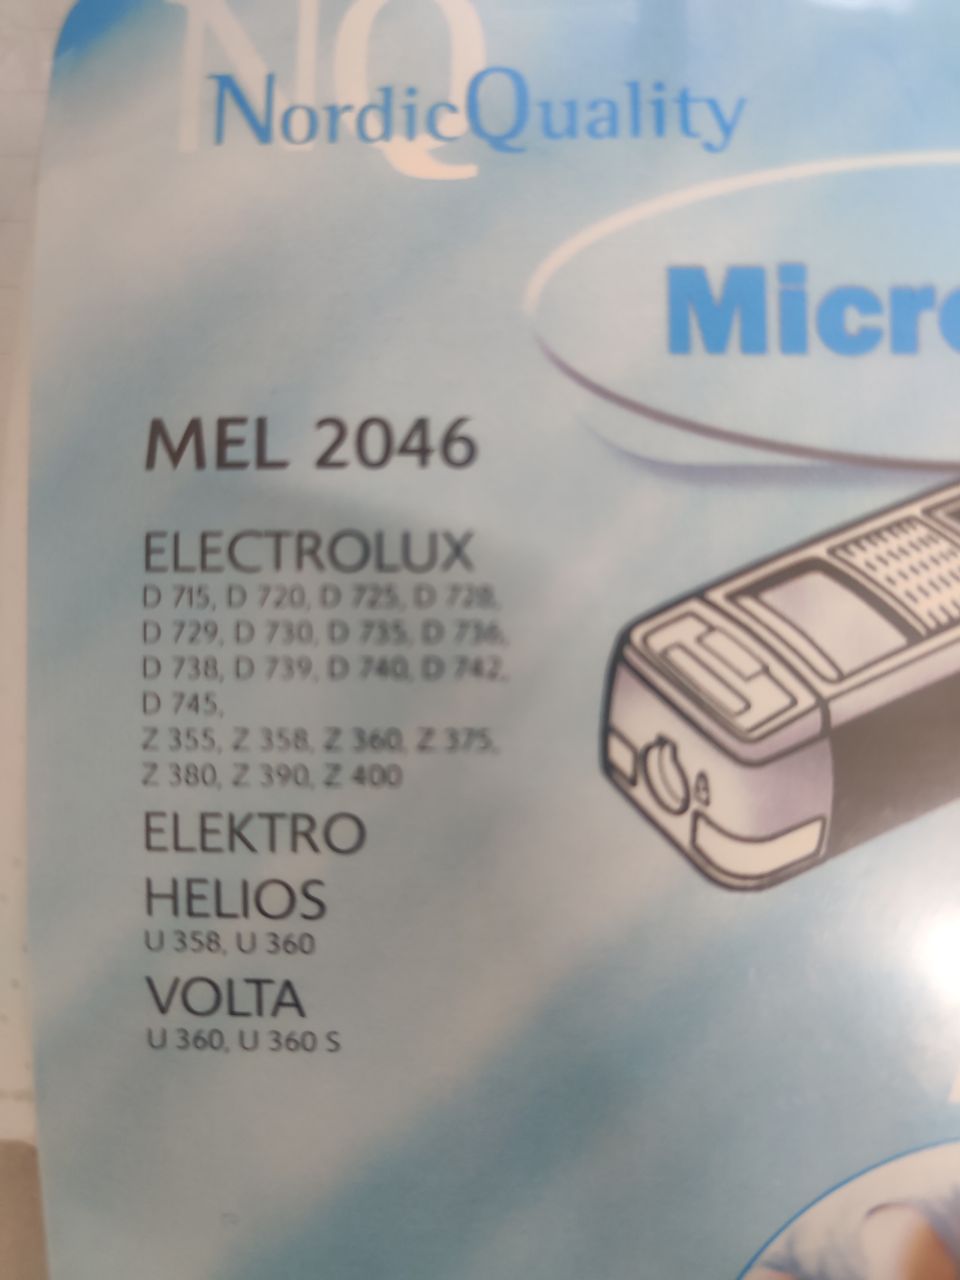 NQ
NordicQuality
Micro
MEL 2046
ELECTROLUX
D 715, D 720, D 725, D 728,
D 729, D 730, D 735, D 736,
D 738, D 739, D 740, D 742,
D 745,
Z 355, Z 358, Z 360, Z 375,
Z 380, Z 390, Z 400
ELEKTRO
HELIOS
U 358, U 360
VOLTA
U 360, U 360 S